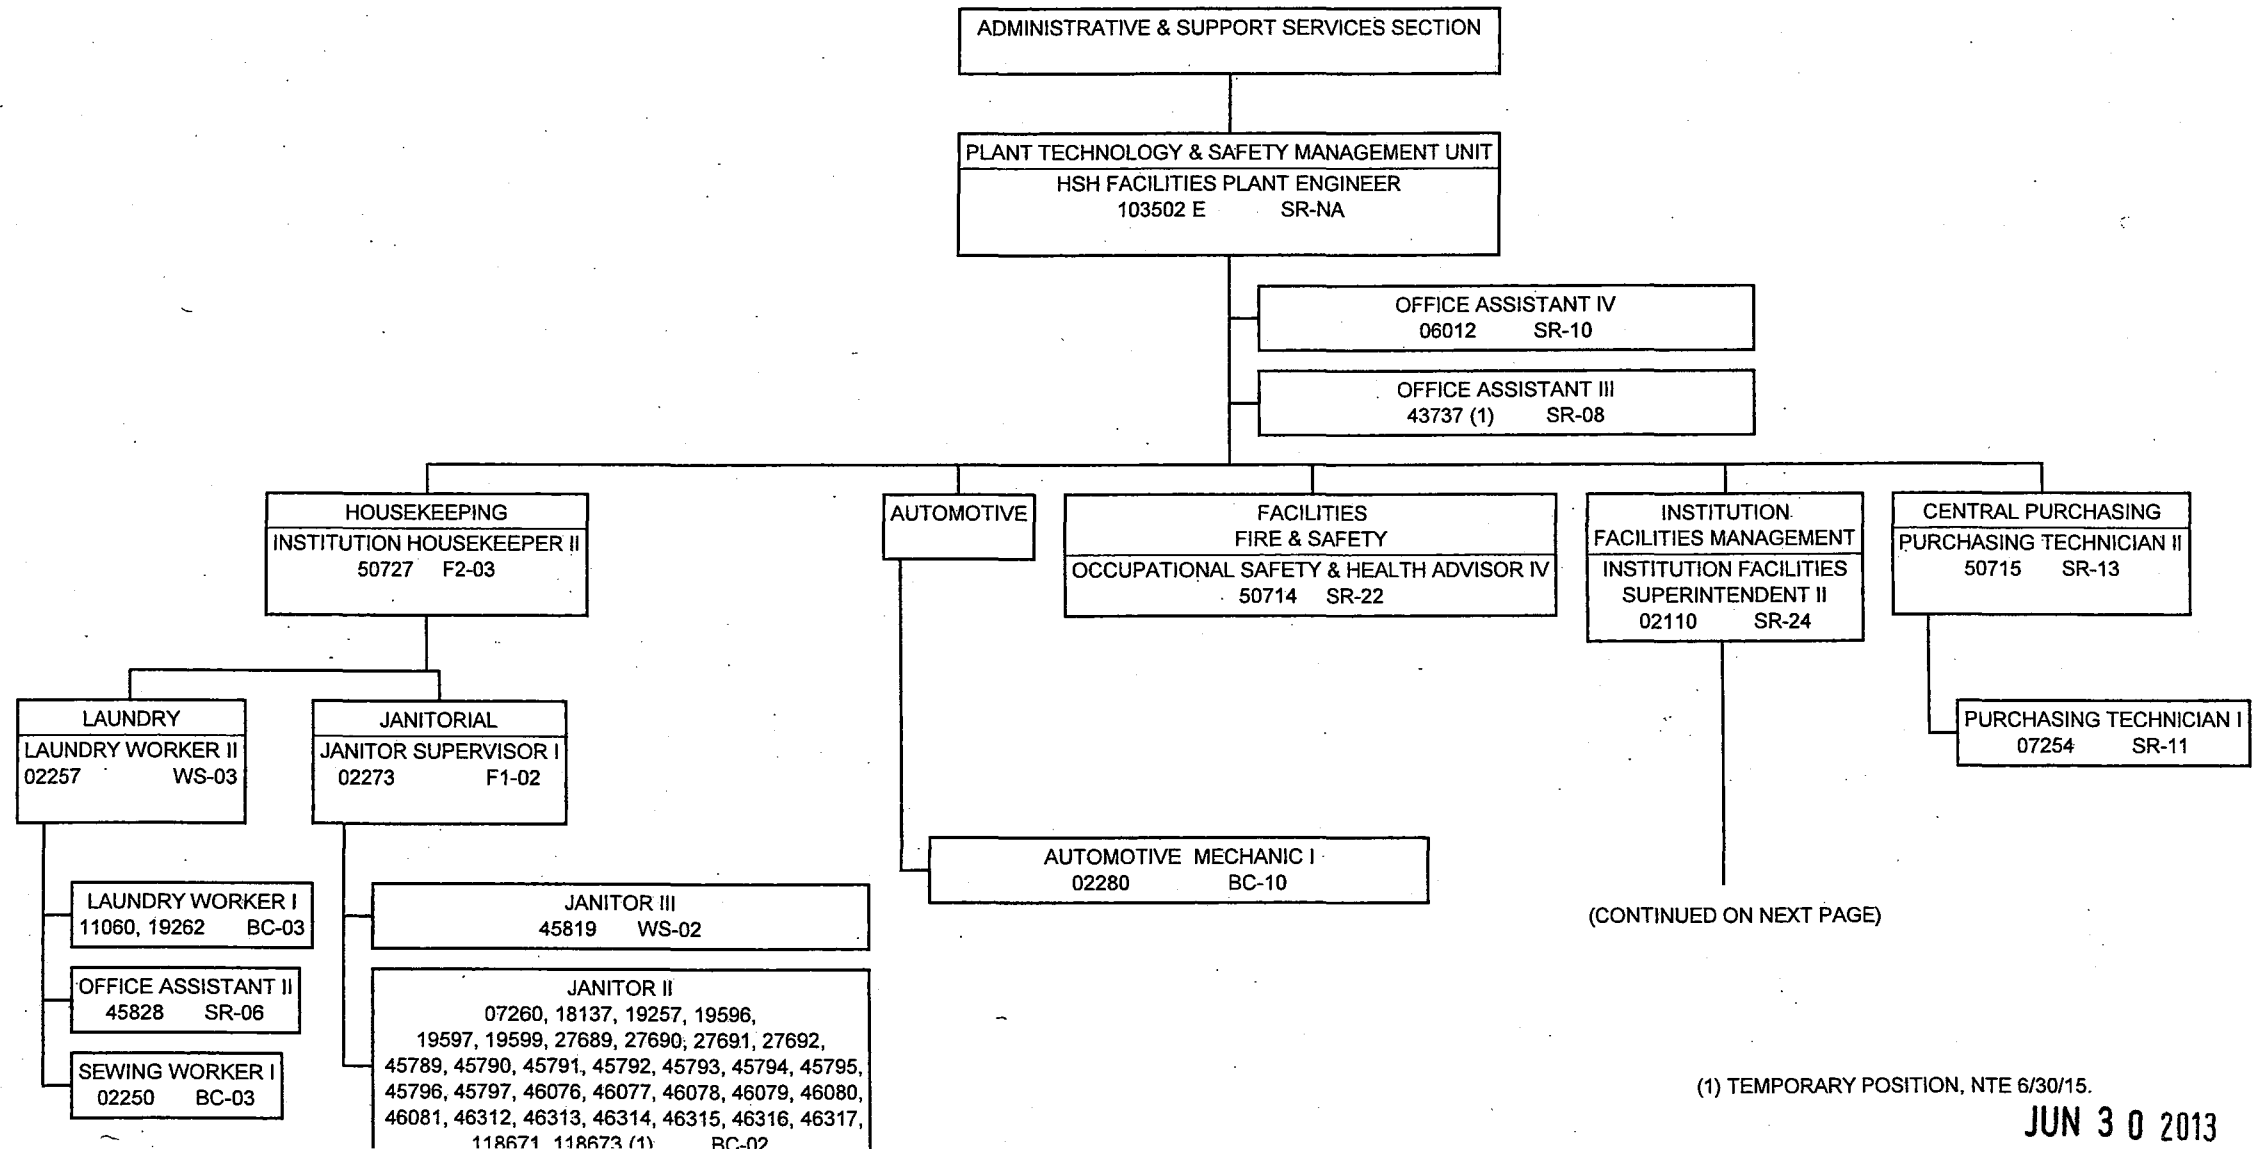 ADMINISTRATIVE & SUPPORT SERVICES SECTION
PLANT TECHNOLOGY & SAFETY MANAGEMENT UNIT
HSH FACILITIES PLANT ENGINEER
103502 E SR-NA
OFFICE ASSISTANT IV
06012 SR-10
OFFICE ASSISTANT III
43737 (1) SR-08
HOUSEKEEPING
INSTITUTION HOUSEKEEPER II
50727 F2-03
AUTOMOTIVE
FACILITIES
FIRE & SAFETY
OCCUPATIONAL SAFETY & HEALTH ADVISOR IV
50714 SR-22
INSTITUTION
FACILITIES MANAGEMENT
INSTITUTION FACILITIES
SUPERINTENDENT II
02110 SR-24
CENTRAL PURCHASING
PURCHASING TECHNICIAN II
50715 SR-13
LAUNDRY
LAUNDRY WORKER II
02257 WS-03
JANITORIAL
JANITOR SUPERVISOR I
02273 F1-02
PURCHASING TECHNICIAN I
07254 SR-11
AUTOMOTIVE MECHANIC I
02280 BC-10
LAUNDRY WORKER I
11060, 19262 BC-03
JANITOR III
45819 WS-02
(CONTINUED ON NEXT PAGE)
OFFICE ASSISTANT II
45828 SR-06
SEWING WORKER I
02250 BC-03
JANITOR II
07260, 18137, 19257, 19596,
19597, 19599, 27689, 27690, 27691, 27692,
45789, 45790, 45791, 45792, 45793, 45794, 45795,
45796, 45797, 46076, 46077, 46078, 46079, 46080,
46081, 46312, 46313, 46314, 46315, 46316, 46317,
118671, 118673 (1) BC-02
(1) TEMPORARY POSITION, NTE 6/30/15.
JUN 30 2013